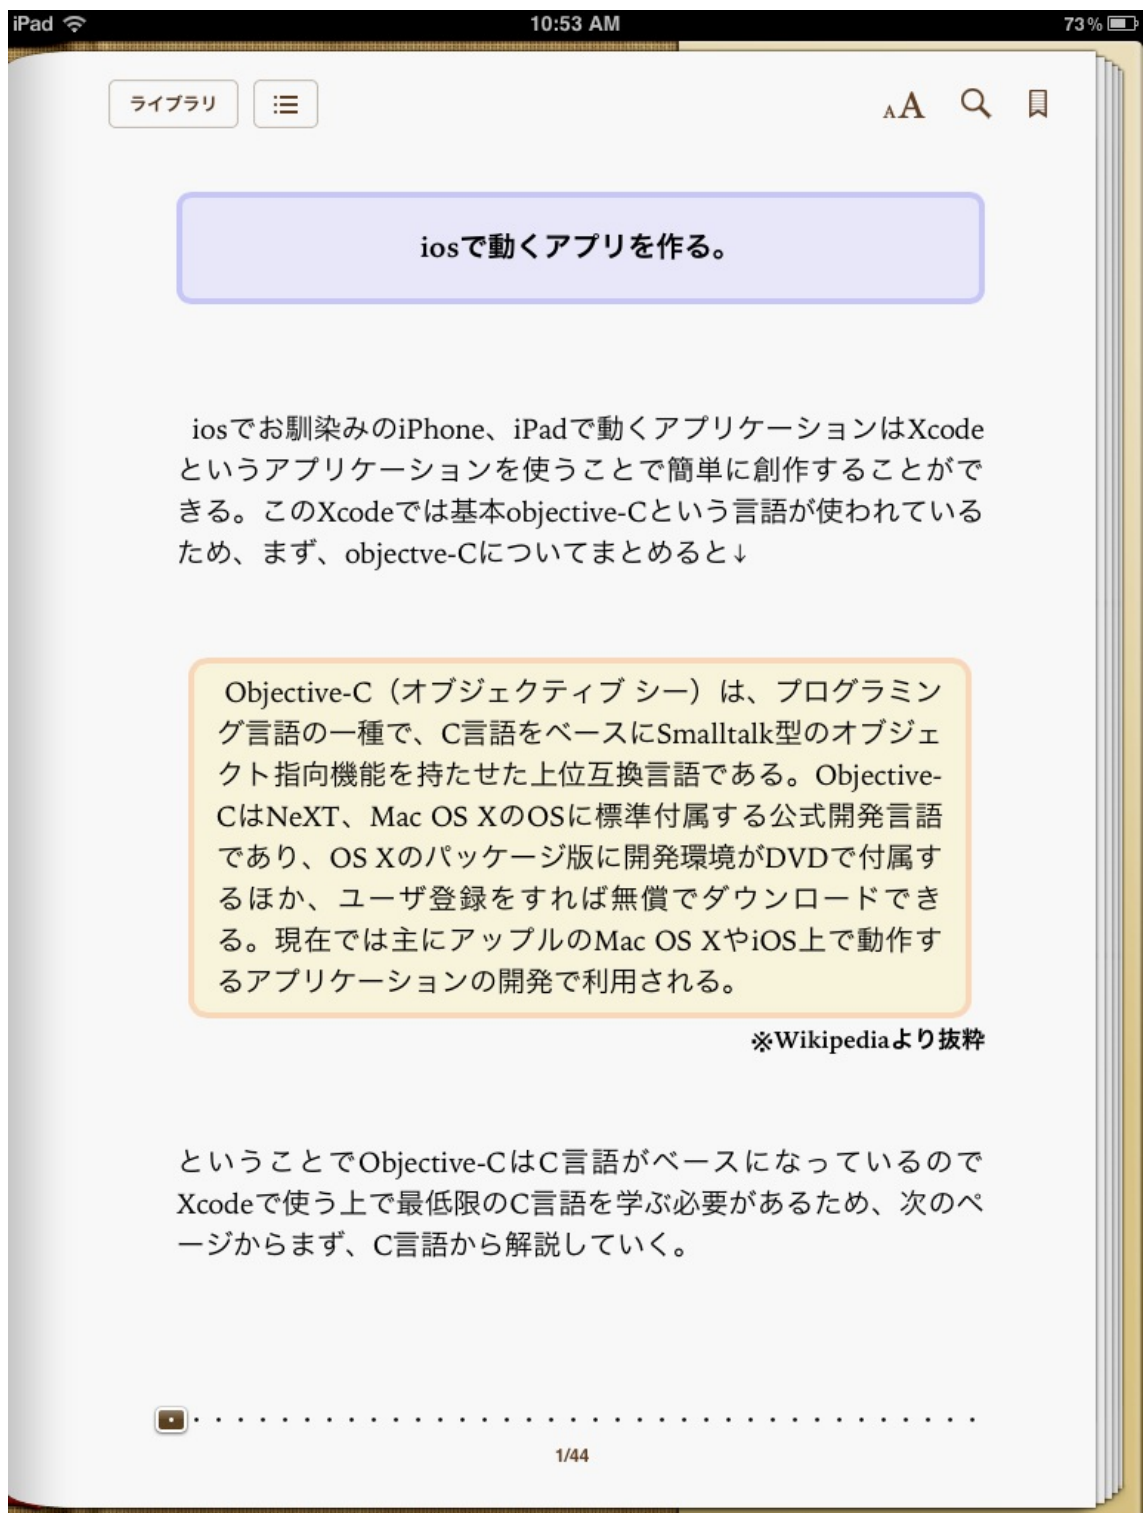 iPad
10:53 AM
73%
ライブラリ
AA
iosで動くアプリを作る。
iosでお馴染みのiPhone、iPadで動くアプリケーションはXcode
というアプリケーションを使うことで簡単に創作することがで
きる。このXcodeでは基本objective-Cという言語が使われている
ため、まず、objectve-Cについてまとめると↓
Objective-C（オブジェクティブ シー）は、プログラミン
グ言語の一種で、C言語をベースにSmalltalk型のオブジェ
クト指向機能を持たせた上位互換言語である。Objective-
CはNeXT、Mac OS XのOSに標準付属する公式開発言語
であり、OS Xのパッケージ版に開発環境がDVDで付属す
るほか、ユーザ登録をすれば無償でダウンロードでき
る。現在では主にアップルのMac OS XやiOS上で動作す
るアプリケーションの開発で利用される。
※Wikipediaより抜粋
ということでObjective-CはC言語がベースになっているので
Xcodeで使う上で最低限のC言語を学ぶ必要があるため、次のペ
ージからまず、C言語から解説していく。
1/44